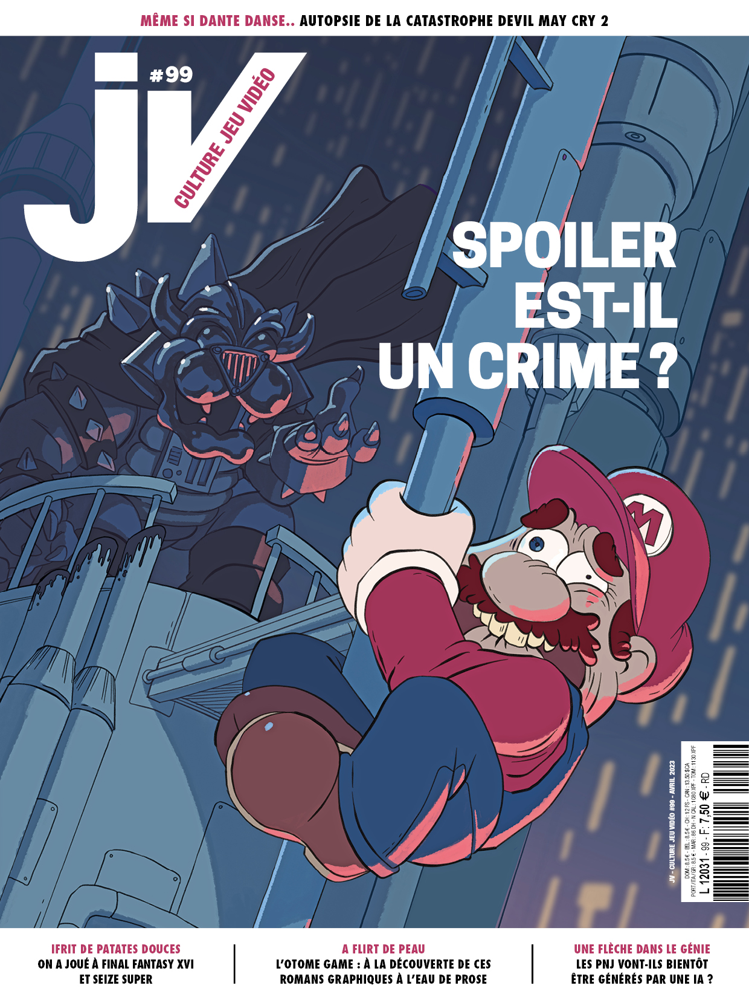 MÊME SI DANTE DANSE.. AUTOPSIE DE LA CATASTROPHE DEVIL MAY CRY 2
jv
#99
CULTURE JEU VIDÉO
SPOILER
EST-IL
UN CRIME ?
M
JV - CULTURE JEU VIDÉO #99 - AVRIL 2023
DOM : 8.5 € - BEL : 8.5 € - CH : 12 FS - CAN : 13.50 $CA
PORT / ITA / GR : 8.5 € - MAR : 86 DH - N CAL : 1080 XPF - TOM : 1130 XPF
L 12031 - 99 - F: 7,50 € - RD
IFRIT DE PATATES DOUCES
ON A JOUÉ À FINAL FANTASY XVI
ET SEIZE SUPER
A FLIRT DE PEAU
L'OTOME GAME : À LA DÉCOUVERTE DE CES
ROMANS GRAPHIQUES À L'EAU DE PROSE
UNE FLÈCHE DANS LE GÉNIE
LES PNJ VONT-ILS BIENTÔT
ÊTRE GÉNÉRÉS PAR UNE IA ?